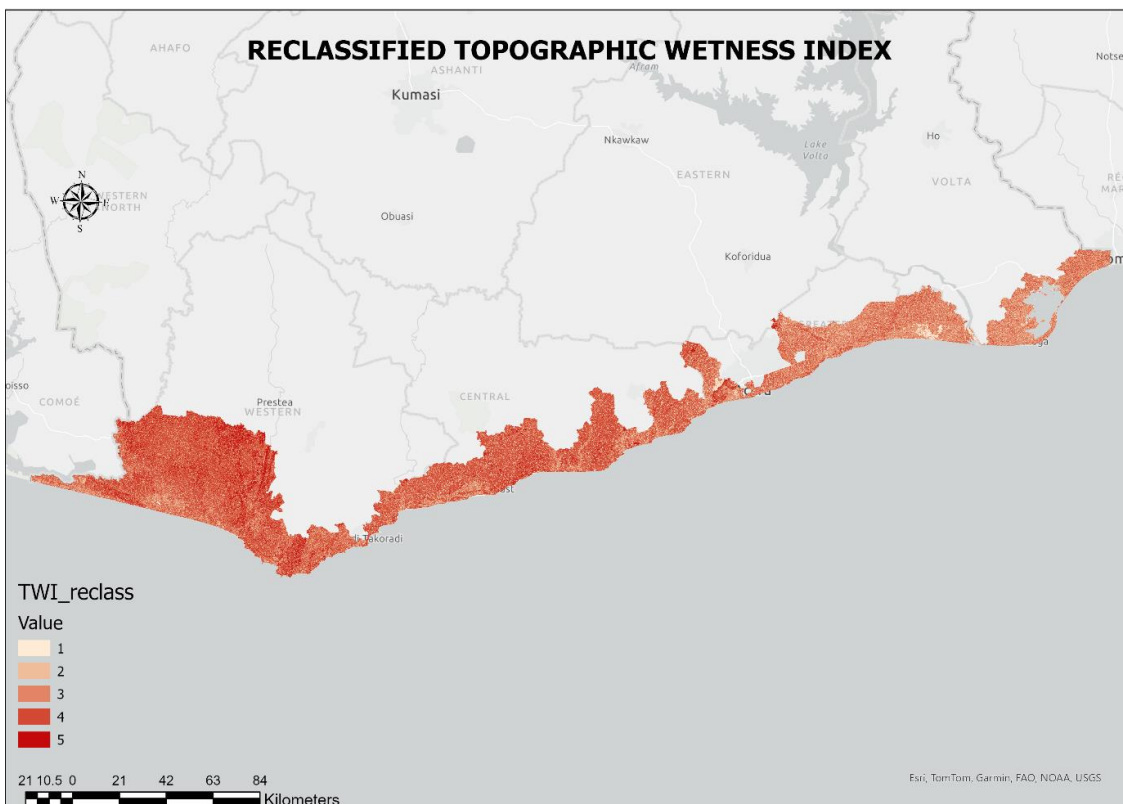 RECLASSIFIED TOPOGRAPHIC WETNESS INDEX
AHAFO
ASHANTI
Afram
Notse
Kumasi
Nkawkaw
Lake
Volta
Ho
EASTERN
VOLTA
N
W
E
S
WESTERN
NORTH
Obuasi
Koforidua
oisso
COMOÉ
Prestea
WESTERN
CENTRAL
Takoradi
TWI_reclass
Value
1
2
3
4
5
21 10.5 0 21 42 63 84
Kilometers
Esri, TomTom, Garmin, FAO, NOAA, USGS